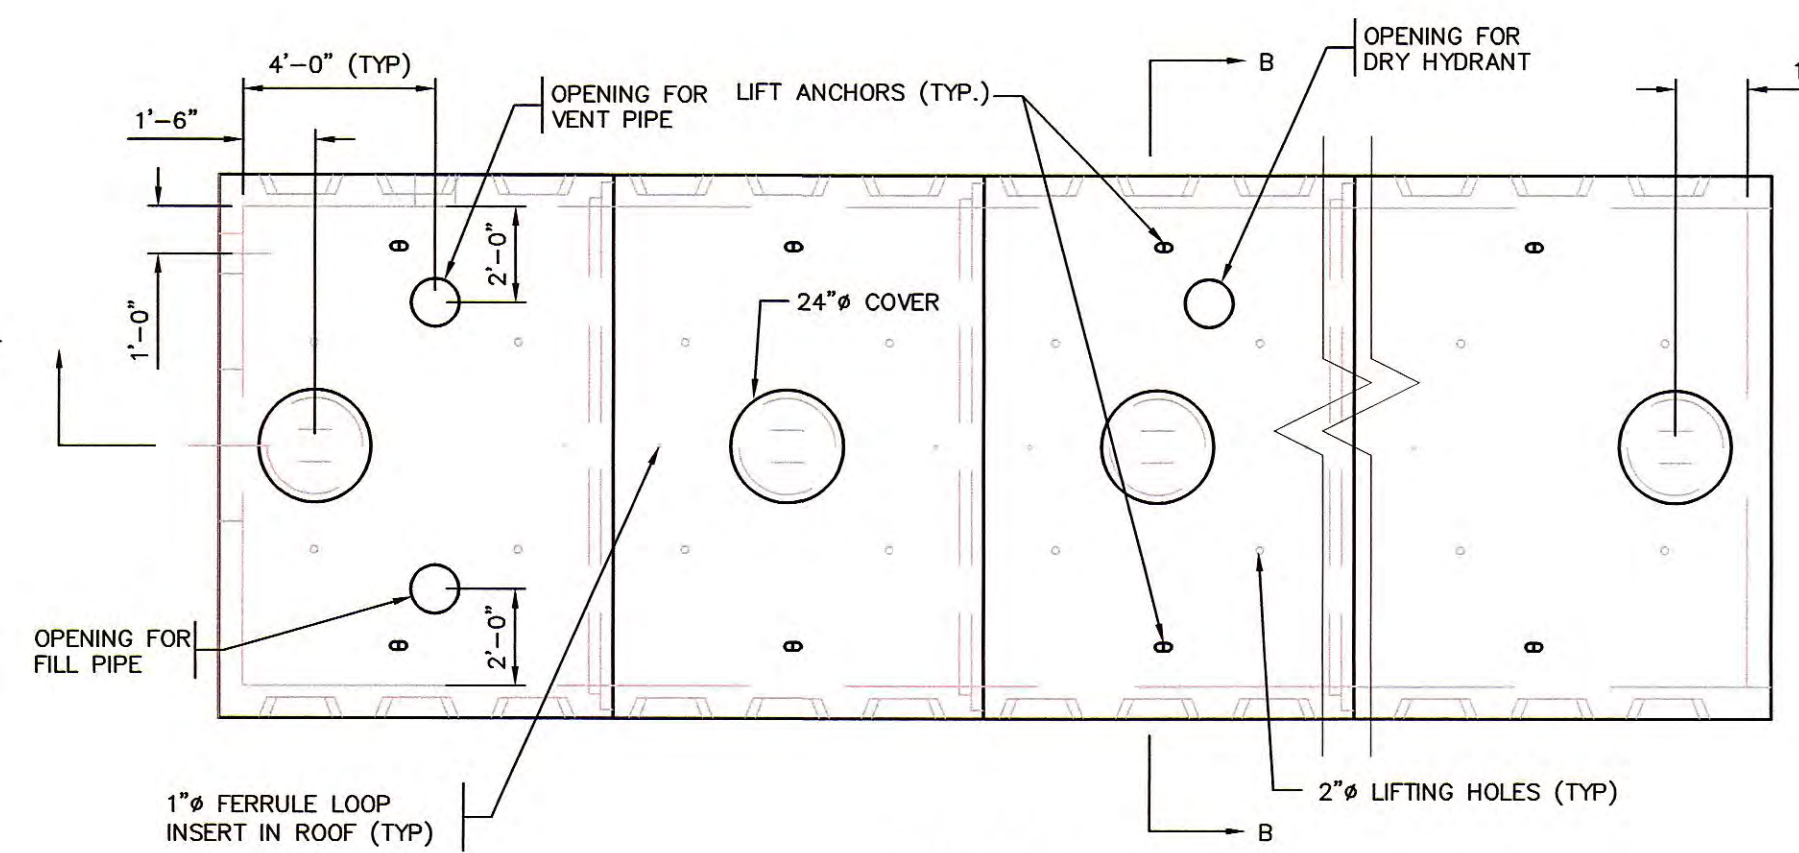 4'-0" (TYP)
1'-6"
OPENING FOR
VENT PIPE
LIFT ANCHORS (TYP.)
B
OPENING FOR
DRY HYDRANT
1
2'-0"
1'-0"
24"ø COVER
OPENING FOR
FILL PIPE
2'-0"
1"ø FERRULE LOOP
INSERT IN ROOF (TYP)
2"ø LIFTING HOLES (TYP)
B